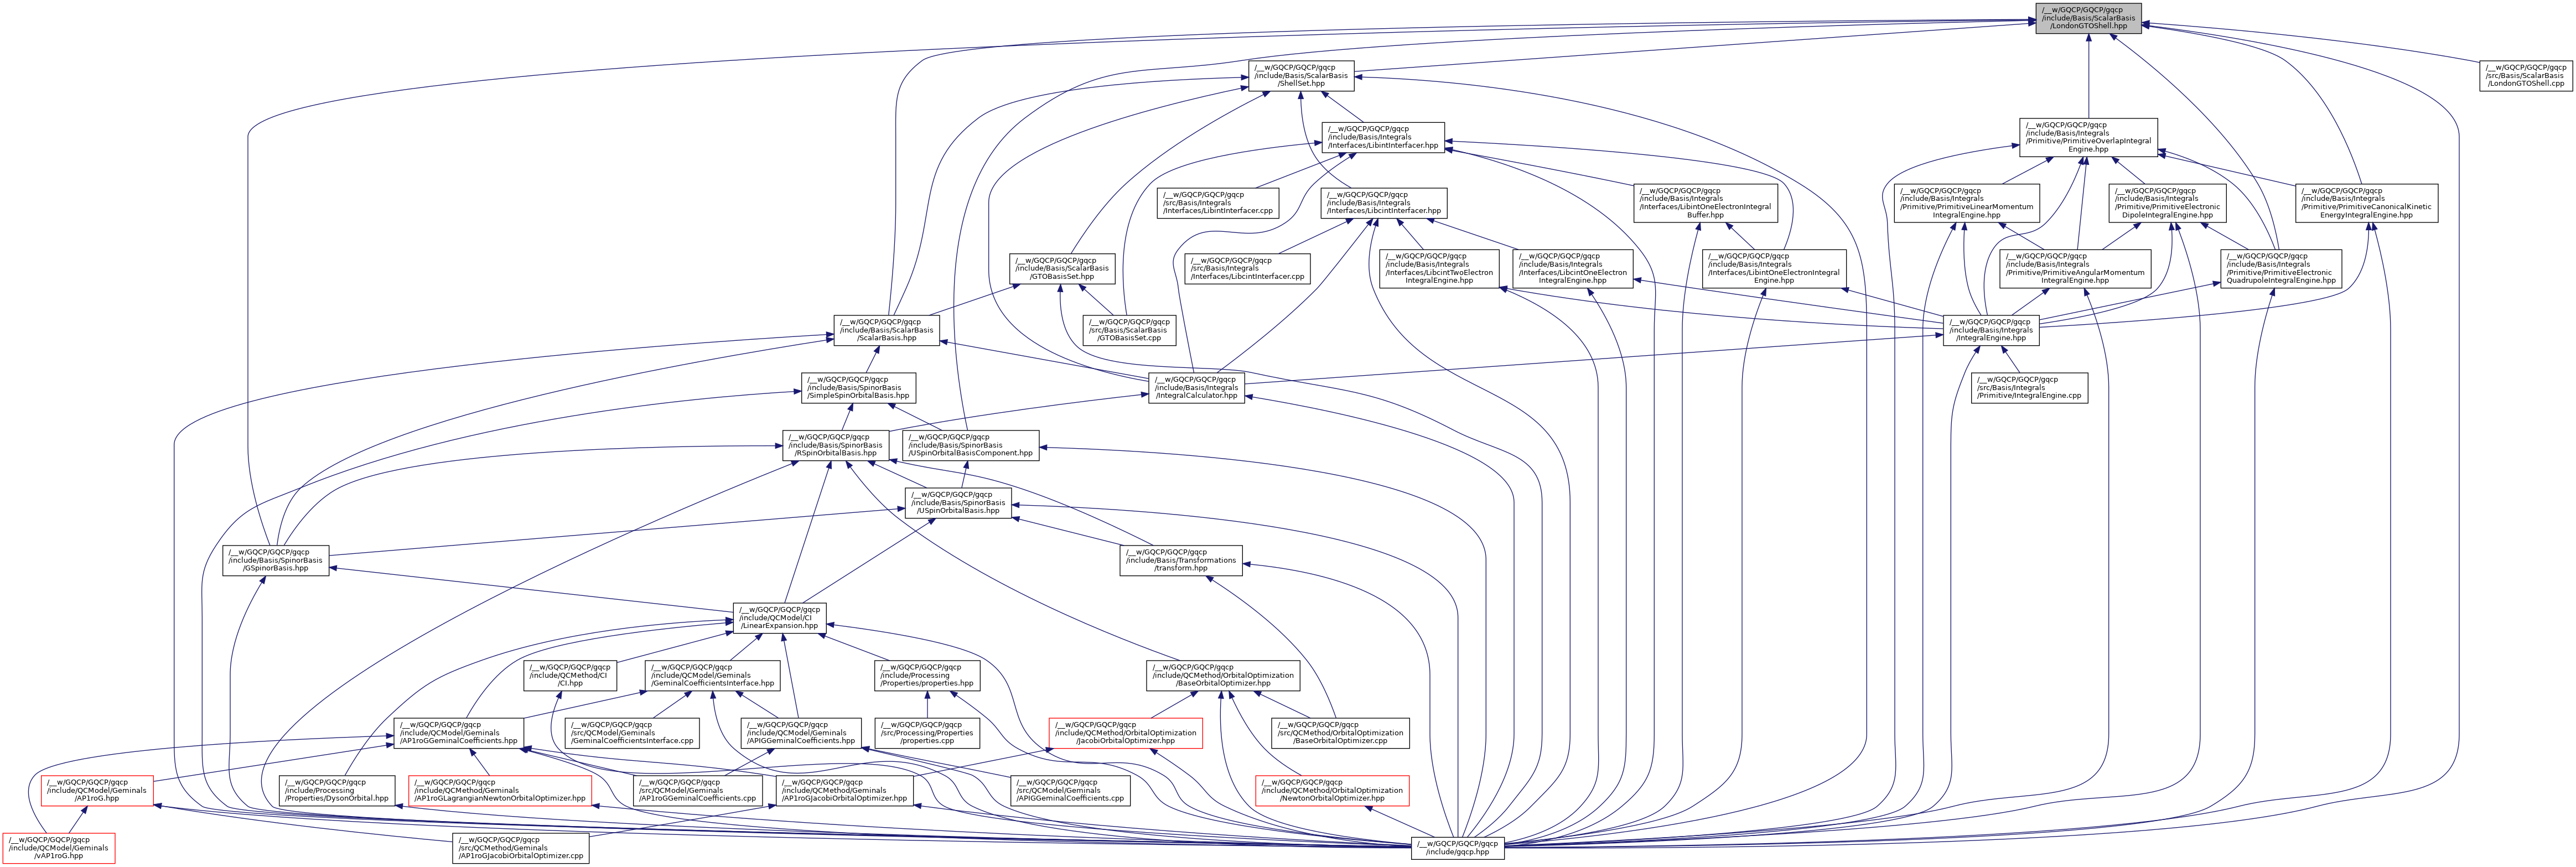 /__w/GQCP/GQCP/gqcp
/include/Basis/ScalarBasis
/LondonGTOShell.hpp
/__w/GQCP/GQCP/gqcp
/include/Basis/ScalarBasis
/ShellSet.hpp
/__w/GQCP/GQCP/gqcp
/src/Basis/ScalarBasis
/LondonGTOShell.cpp
/__w/GQCP/GQCP/gqcp
/include/Basis/Integrals
/Interfaces/LibintInterfacer.hpp
/__w/GQCP/GQCP/gqcp
/include/Basis/Integrals
/Primitive/PrimitiveOverlapIntegral
Engine.hpp
/__w/GQCP/GQCP/gqcp
/src/Basis/Integrals
/Interfaces/LibintInterfacer.cpp
/__w/GQCP/GQCP/gqcp
/include/Basis/Integrals
/Interfaces/LibcintInterfacer.hpp
/__w/GQCP/GQCP/gqcp
/include/Basis/Integrals
/Interfaces/LibintOneElectronIntegral
Buffer.hpp
/__w/GQCP/GQCP/gqcp
/include/Basis/Integrals
/Primitive/PrimitiveLinearMomentum
IntegralEngine.hpp
/__w/GQCP/GQCP/gqcp
/include/Basis/Integrals
/Primitive/PrimitiveElectronic
DipoleIntegralEngine.hpp
/__w/GQCP/GQCP/gqcp
/include/Basis/Integrals
/Primitive/PrimitiveCanonicalKinetic
EnergyIntegralEngine.hpp
/__w/GQCP/GQCP/gqcp
/include/Basis/ScalarBasis
/GTOBasisSet.hpp
/__w/GQCP/GQCP/gqcp
/src/Basis/Integrals
/Interfaces/LibcintInterfacer.cpp
/__w/GQCP/GQCP/gqcp
/include/Basis/Integrals
/Interfaces/LibcintTwoElectron
IntegralEngine.hpp
/__w/GQCP/GQCP/gqcp
/include/Basis/Integrals
/Interfaces/LibcintOneElectron
IntegralEngine.hpp
/__w/GQCP/GQCP/gqcp
/include/Basis/Integrals
/Interfaces/LibintOneElectronIntegral
Engine.hpp
/__w/GQCP/GQCP/gqcp
/include/Basis/Integrals
/Primitive/PrimitiveAngularMomentum
IntegralEngine.hpp
/__w/GQCP/GQCP/gqcp
/include/Basis/Integrals
/Primitive/PrimitiveElectronic
QuadrupoleIntegralEngine.hpp
/__w/GQCP/GQCP/gqcp
/include/Basis/ScalarBasis
/ScalarBasis.hpp
/__w/GQCP/GQCP/gqcp
/src/Basis/ScalarBasis
/GTOBasisSet.cpp
/__w/GQCP/GQCP/gqcp
/include/Basis/Integrals
/IntegralEngine.hpp
/__w/GQCP/GQCP/gqcp
/include/Basis/SpinorBasis
/SimpleSpinOrbitalBasis.hpp
/__w/GQCP/GQCP/gqcp
/include/Basis/Integrals
/IntegralCalculator.hpp
/__w/GQCP/GQCP/gqcp
/src/Basis/Integrals
/Primitive/IntegralEngine.cpp
/__w/GQCP/GQCP/gqcp
/include/Basis/SpinorBasis
/RSpinOrbitalBasis.hpp
/__w/GQCP/GQCP/gqcp
/include/Basis/SpinorBasis
/USpinOrbitalBasisComponent.hpp
/__w/GQCP/GQCP/gqcp
/include/Basis/SpinorBasis
/USpinOrbitalBasis.hpp
/__w/GQCP/GQCP/gqcp
/include/Basis/SpinorBasis
/GSpinorBasis.hpp
/__w/GQCP/GQCP/gqcp
/include/Basis/Transformations
/transform.hpp
/__w/GQCP/GQCP/gqcp
/include/QCModel/CI
/LinearExpansion.hpp
/__w/GQCP/GQCP/gqcp
/include/QCMethod/CI
/CI.hpp
/__w/GQCP/GQCP/gqcp
/include/QCModel/Geminals
/GeminalCoefficientsInterface.hpp
/__w/GQCP/GQCP/gqcp
/include/Processing
/Properties/properties.hpp
/__w/GQCP/GQCP/gqcp
/include/QCMethod/OrbitalOptimization
/BaseOrbitalOptimizer.hpp
/__w/GQCP/GQCP/gqcp
/include/QCModel/Geminals
/AP1roGGeminalCoefficients.hpp
/__w/GQCP/GQCP/gqcp
/src/QCModel/Geminals
/GeminalCoefficientsInterface.cpp
/__w/GQCP/GQCP/gqcp
/include/QCModel/Geminals
/APIGGeminalCoefficients.hpp
/__w/GQCP/GQCP/gqcp
/src/Processing/Properties
/properties.cpp
/__w/GQCP/GQCP/gqcp
/include/QCMethod/OrbitalOptimization
/JacobiOrbitalOptimizer.hpp
/__w/GQCP/GQCP/gqcp
/src/QCMethod/OrbitalOptimization
/BaseOrbitalOptimizer.cpp
/__w/GQCP/GQCP/gqcp
/include/QCModel/Geminals
/AP1roG.hpp
/__w/GQCP/GQCP/gqcp
/include/Processing
/Properties/DysonOrbital.hpp
/__w/GQCP/GQCP/gqcp
/include/QCMethod/Geminals
/AP1roGLagrangianNewtonOrbitalOptimizer.hpp
/__w/GQCP/GQCP/gqcp
/src/QCModel/Geminals
/AP1roGGeminalCoefficients.cpp
/__w/GQCP/GQCP/gqcp
/include/QCMethod/Geminals
/AP1roGJacobiOrbitalOptimizer.hpp
/__w/GQCP/GQCP/gqcp
/src/QCModel/Geminals
/APIGGeminalCoefficients.cpp
/__w/GQCP/GQCP/gqcp
/include/QCMethod/OrbitalOptimization
/NewtonOrbitalOptimizer.hpp
/__w/GQCP/GQCP/gqcp
/include/QCModel/Geminals
/vAP1roG.hpp
/__w/GQCP/GQCP/gqcp
/src/QCMethod/Geminals
/AP1roGJacobiOrbitalOptimizer.cpp
/__w/GQCP/GQCP/gqcp
/include/gqcp.hpp